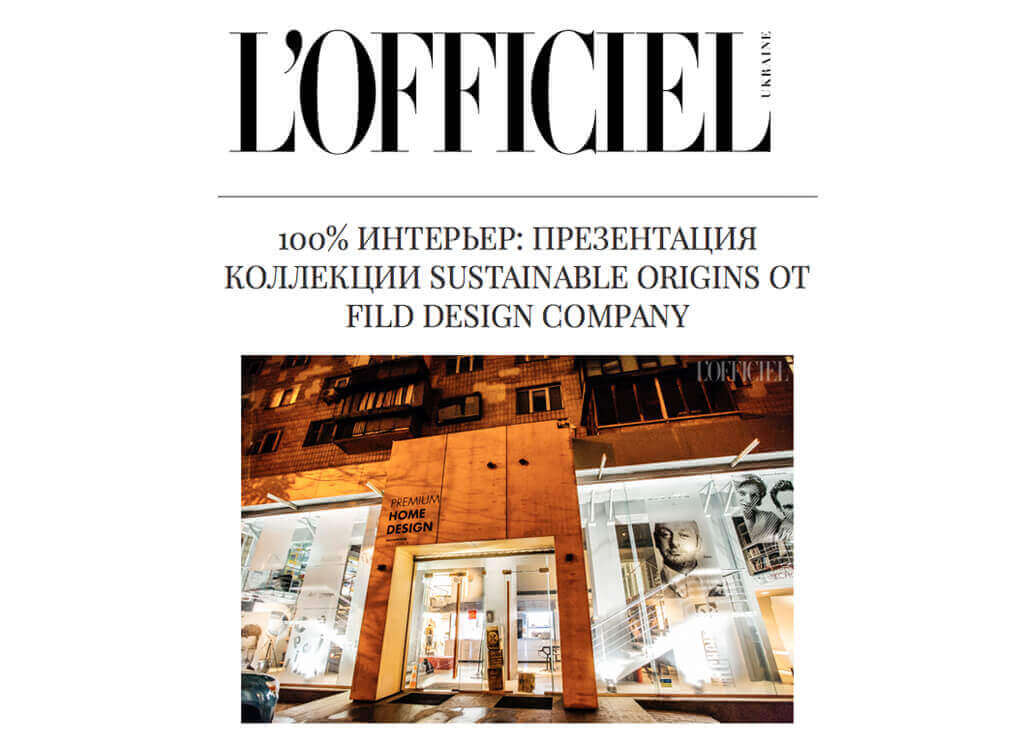 L'OFFICIEL
UKRAINE
100% ИНТЕРЬЕР: ПРЕЗЕНТАЦИЯ
КОЛЛЕКЦИИ SUSTAINABLE ORIGINS ОТ
FILD DESIGN COMPANY
L'OFFICIEL
PREMIUM
HOME
DESIGN